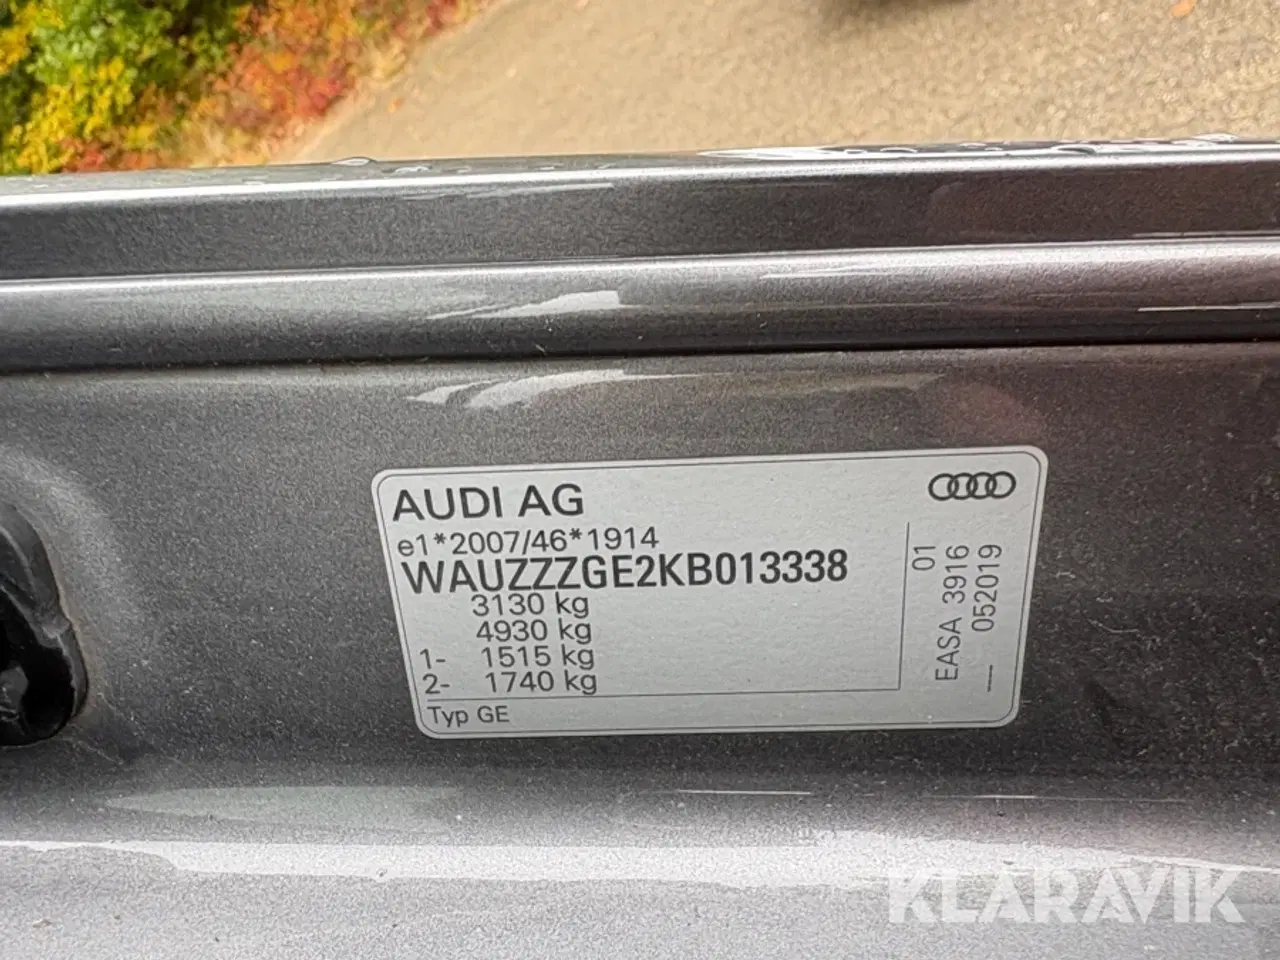 AUDI AG
e1*2007/46*1914
WAUZZZGE2KB013338
3130 kg
4930 kg
1- 1515 kg
2- 1740 kg
Typ GE
01
EASA 3916
— 052019
KLARAVIK